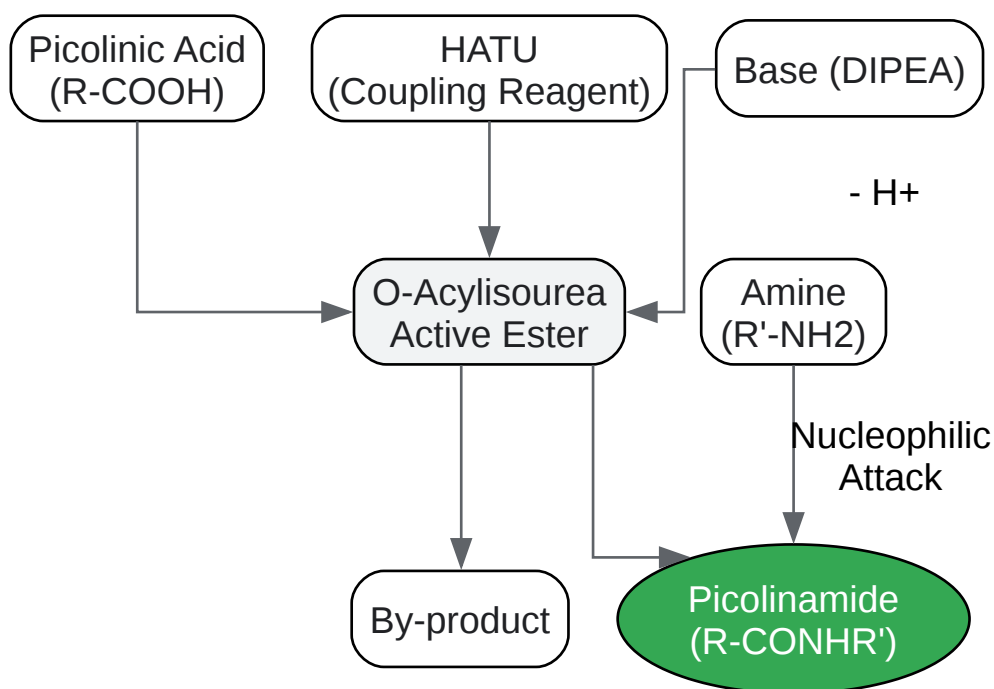 Picolinic Acid
(R-COOH)
HATU
(Coupling Reagent)
Base (DIPEA)
- H+
O-Acylisourea
Active Ester
Amine
(R'-NH2)
Nucleophilic
Attack
By-product
Picolinamide
(R-CONHR')